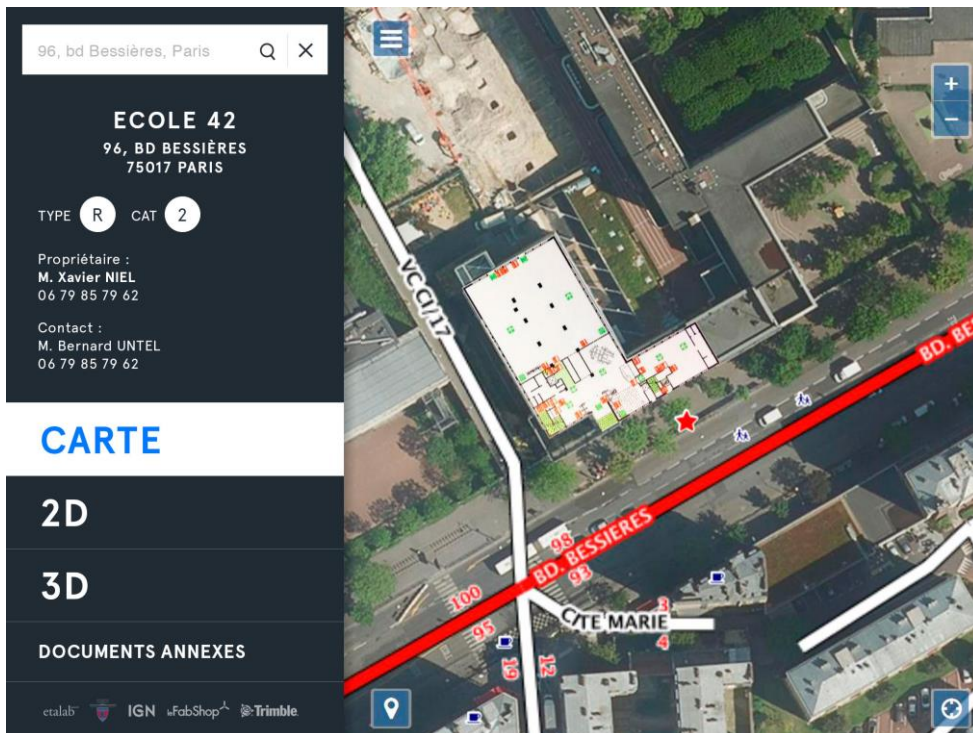 96, bd Bessières, Paris
ECOLE 42
96, BD BESSIÈRES
75017 PARIS
TYPE R CAT 2
Propriétaire :
M. Xavier NIEL
06 79 85 79 62
Contact :
M. Bernard UNTEL
06 79 85 79 62
CARTE
2D
3D
DOCUMENTS ANNEXES
etalab IGN leFabShop Trimble.
+
−
VC CI/17
BD. BES
BD. BESSIERES
98
93
100
95
CITE MARIE
3
4
19
12